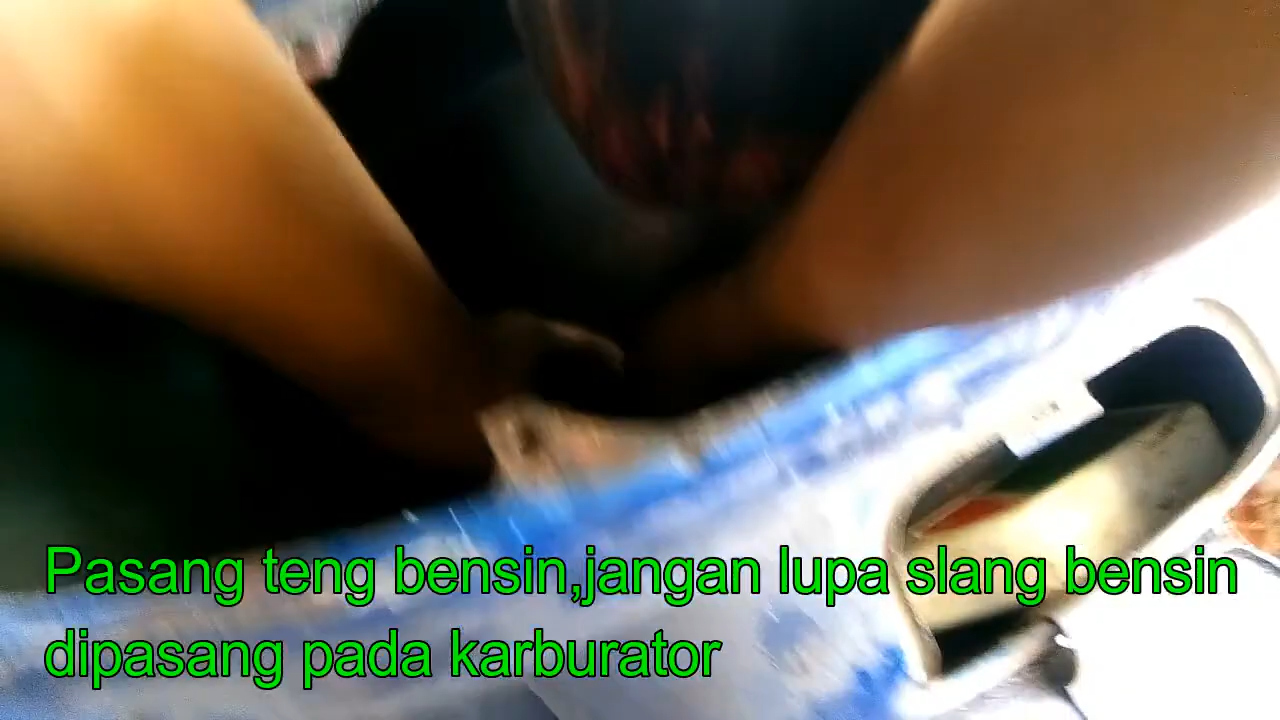 Pasang teng bensin,jangan lupa slang bensin
dipasang pada karburator